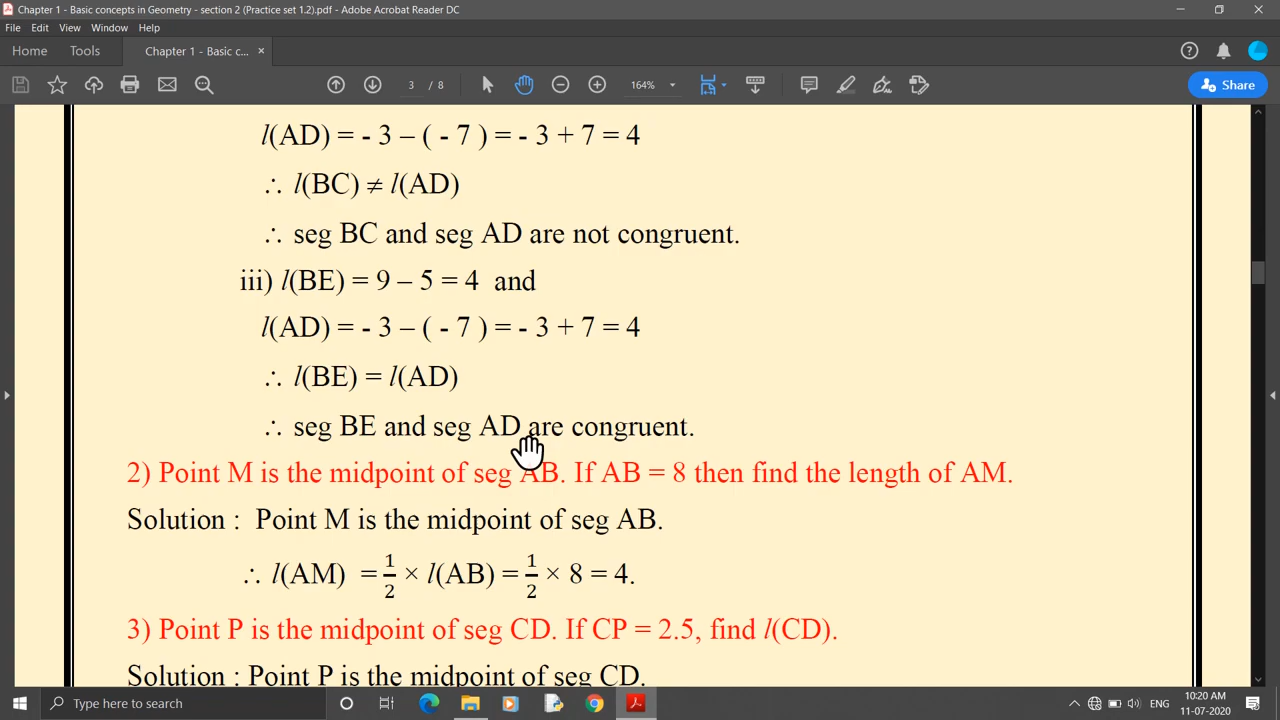 Chapter 1 - Basic concepts in Geometry - section 2 (Practice set 1.2).pdf - Adobe Acrobat Reader DC
File Edit View Window Help
Home Tools Chapter 1 - Basic c... ×
3 / 8 164% Share
l(AD) = - 3 – ( - 7 ) = - 3 + 7 = 4
∴ l(BC) ≠ l(AD)
∴ seg BC and seg AD are not congruent.
iii) l(BE) = 9 – 5 = 4 and
l(AD) = - 3 – ( - 7 ) = - 3 + 7 = 4
∴ l(BE) = l(AD)
∴ seg BE and seg AD are congruent.
2) Point M is the midpoint of seg AB. If AB = 8 then find the length of AM.
Solution : Point M is the midpoint of seg AB.
∴ l(AM) = 1/2 × l(AB) = 1/2 × 8 = 4.
3) Point P is the midpoint of seg CD. If CP = 2.5, find l(CD).
Solution : Point P is the midpoint of seg CD.
Type here to search ENG 10:20 AM
11-07-2020